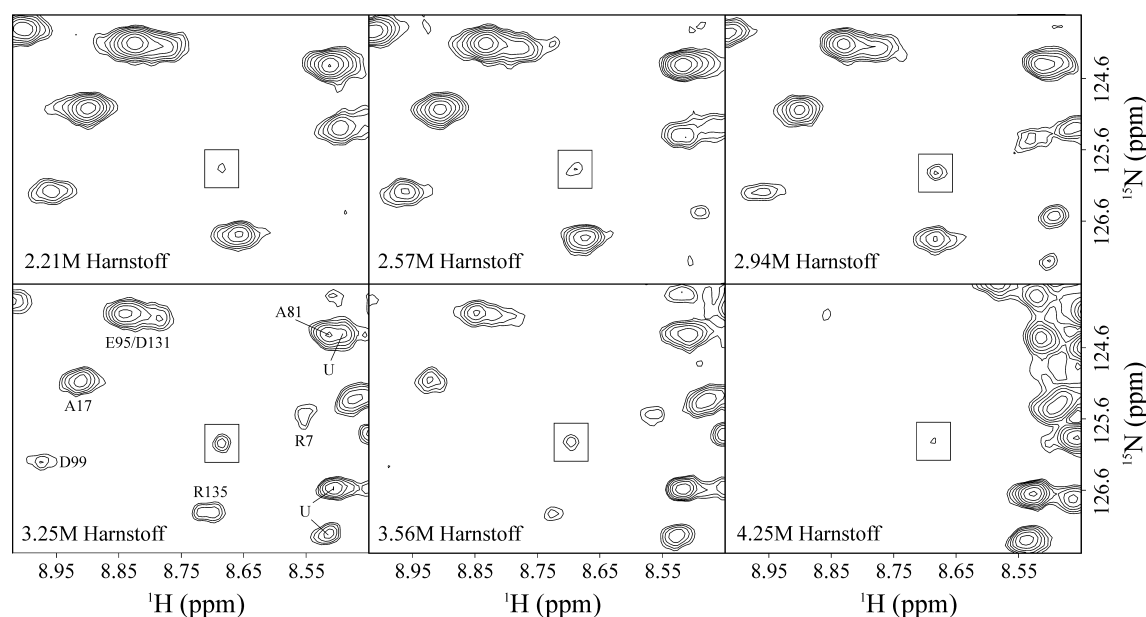 2.21M Harnstoff
2.57M Harnstoff
2.94M Harnstoff
124.6
125.6
126.6
¹⁵N (ppm)
E95/D131
A81
U
A17
R7
D99
R135
U
3.25M Harnstoff
3.56M Harnstoff
4.25M Harnstoff
124.6
125.6
126.6
¹⁵N (ppm)
8.95 8.85 8.75 8.65 8.55
8.95 8.85 8.75 8.65 8.55
8.95 8.85 8.75 8.65 8.55
¹H (ppm)
¹H (ppm)
¹H (ppm)